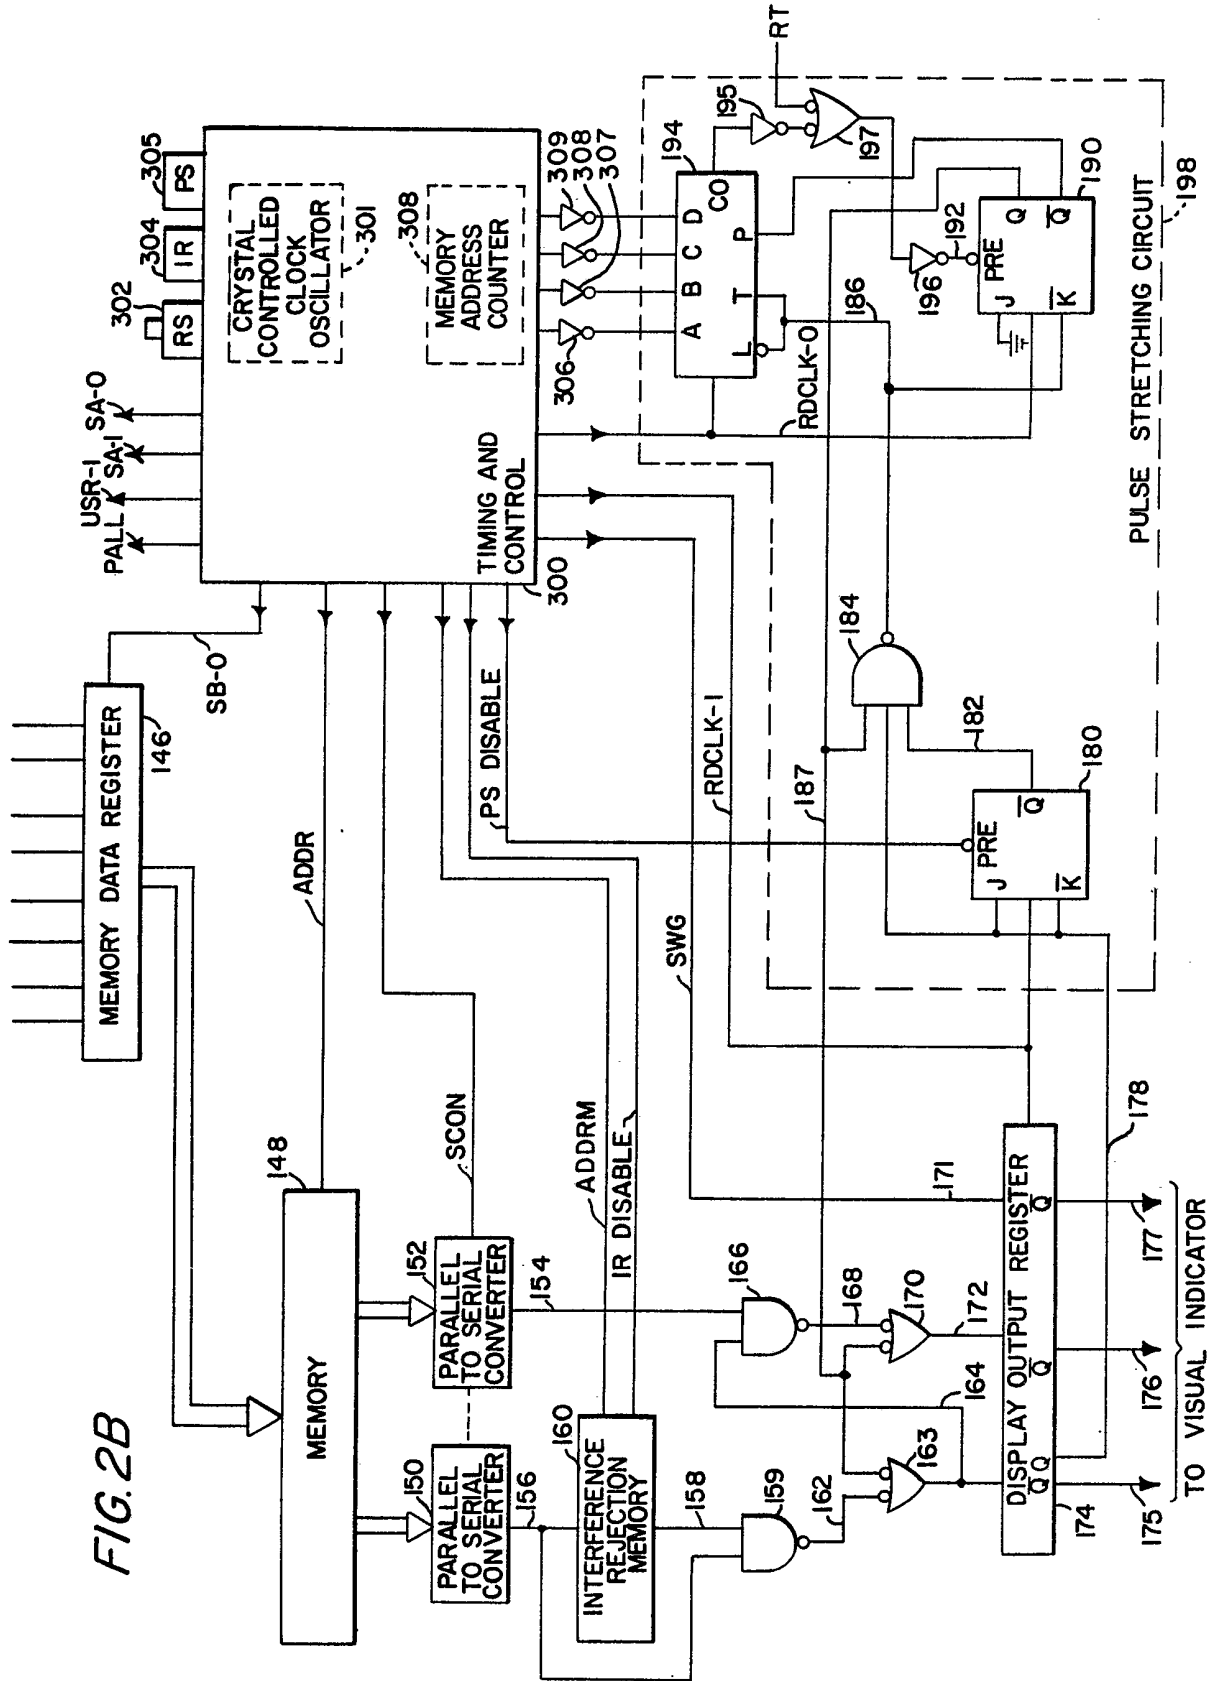 FIG.2B
MEMORY DATA REGISTER
146
SB-0
PALL
USR-1
SA-1
SA-0
302
RS
304
IR
305
PS
CRYSTAL
CONTROLLED
CLOCK
OSCILLATOR
301
308
MEMORY
ADDRESS
COUNTER
TIMING AND
CONTROL
300
ADDR
148
MEMORY
SCON
PS DISABLE
ADDRM
IR DISABLE
150
PARALLEL
TO SERIAL
CONVERTER
152
PARALLEL
TO SERIAL
CONVERTER
156
154
160
INTERFERENCE
REJECTION
MEMORY
158
159
162
163
164
166
168
170
172
SWG
171
RDCLK-1
187
RDCLK-0
306
307
308
309
A
B
C
D
L
T
P
CO
194
195
197
RT
186
196
192
PRE
J
K
Q
Q
190
184
182
PRE
J
K
Q
180
PULSE STRETCHING CIRCUIT
198
DISPLAY OUTPUT REGISTER
Q
Q
Q
Q
174
178
175
176
177
TO VISUAL INDICATOR